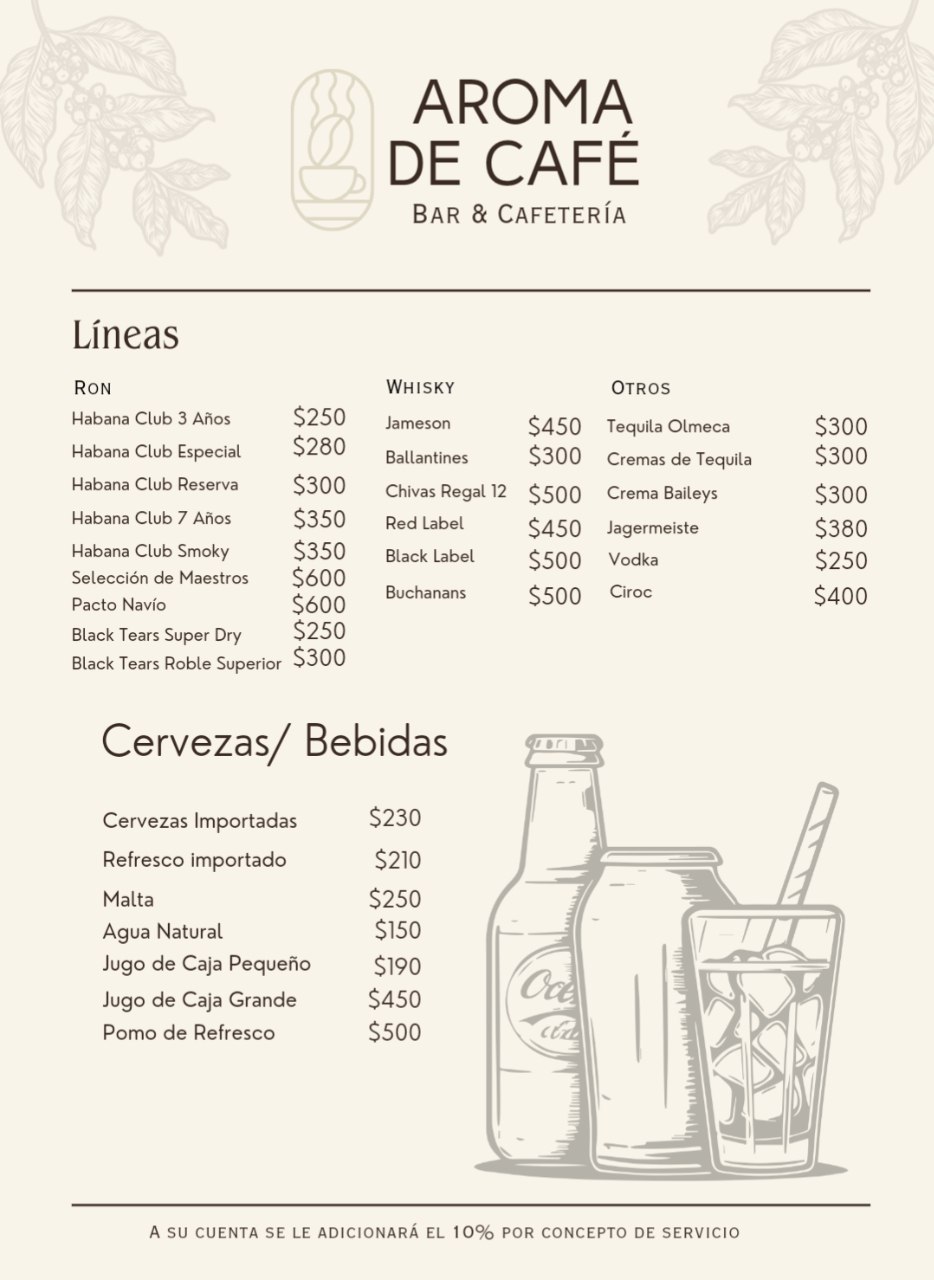 AROMA
DE CAFÉ
BAR & CAFETERÍA
Líneas
RON
Habana Club 3 Años $250
Habana Club Especial $280
Habana Club Reserva $300
Habana Club 7 Años $350
Habana Club Smoky $350
Selección de Maestros $600
Pacto Navío $600
Black Tears Super Dry $250
Black Tears Roble Superior $300
WHISKY
Jameson $450
Ballantines $300
Chivas Regal 12 $500
Red Label $450
Black Label $500
Buchanans $500
OTROS
Tequila Olmeca $300
Cremas de Tequila $300
Crema Baileys $300
Jagermeiste $380
Vodka $250
Ciroc $400
Cervezas/ Bebidas
Cervezas Importadas $230
Refresco importado $210
Malta $250
Agua Natural $150
Jugo de Caja Pequeño $190
Jugo de Caja Grande $450
Pomo de Refresco $500
A SU CUENTA SE LE ADICIONARÁ EL 10% POR CONCEPTO DE SERVICIO